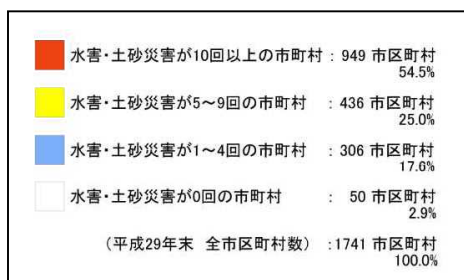 水害・土砂災害が10回以上の市町村 : 949 市区町村
54.5%
水害・土砂災害が5～9回の市町村 : 436 市区町村
25.0%
水害・土砂災害が1～4回の市町村 : 306 市区町村
17.6%
水害・土砂災害が0回の市町村 : 50 市区町村
2.9%
(平成29年末 全市区町村数) :1741 市区町村
100.0%